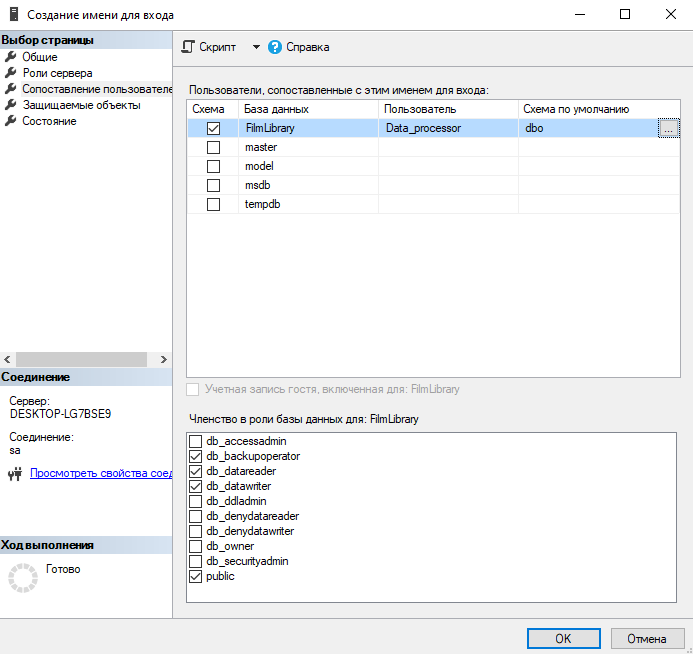 Создание имени для входа
Выбор страницы
Общие
Роли сервера
Сопоставление пользователе
Защищаемые объекты
Состояние
Скрипт
Справка
Пользователи, сопоставленные с этим именем для входа:
Схема База данных Пользователь Схема по умолчанию
FilmLibrary Data_processor dbo ...
master
model
msdb
tempdb
Учетная запись гостя, включенная для: FilmLibrary
Соединение
Сервер:
DESKTOP-LG7BSE9
Соединение:
sa
Просмотреть свойства соед
Ход выполнения
Готово
Членство в роли базы данных для: FilmLibrary
db_accessadmin
db_backupoperator
db_datareader
db_datawriter
db_ddladmin
db_denydatareader
db_denydatawriter
db_owner
db_securityadmin
public
OK
Отмена